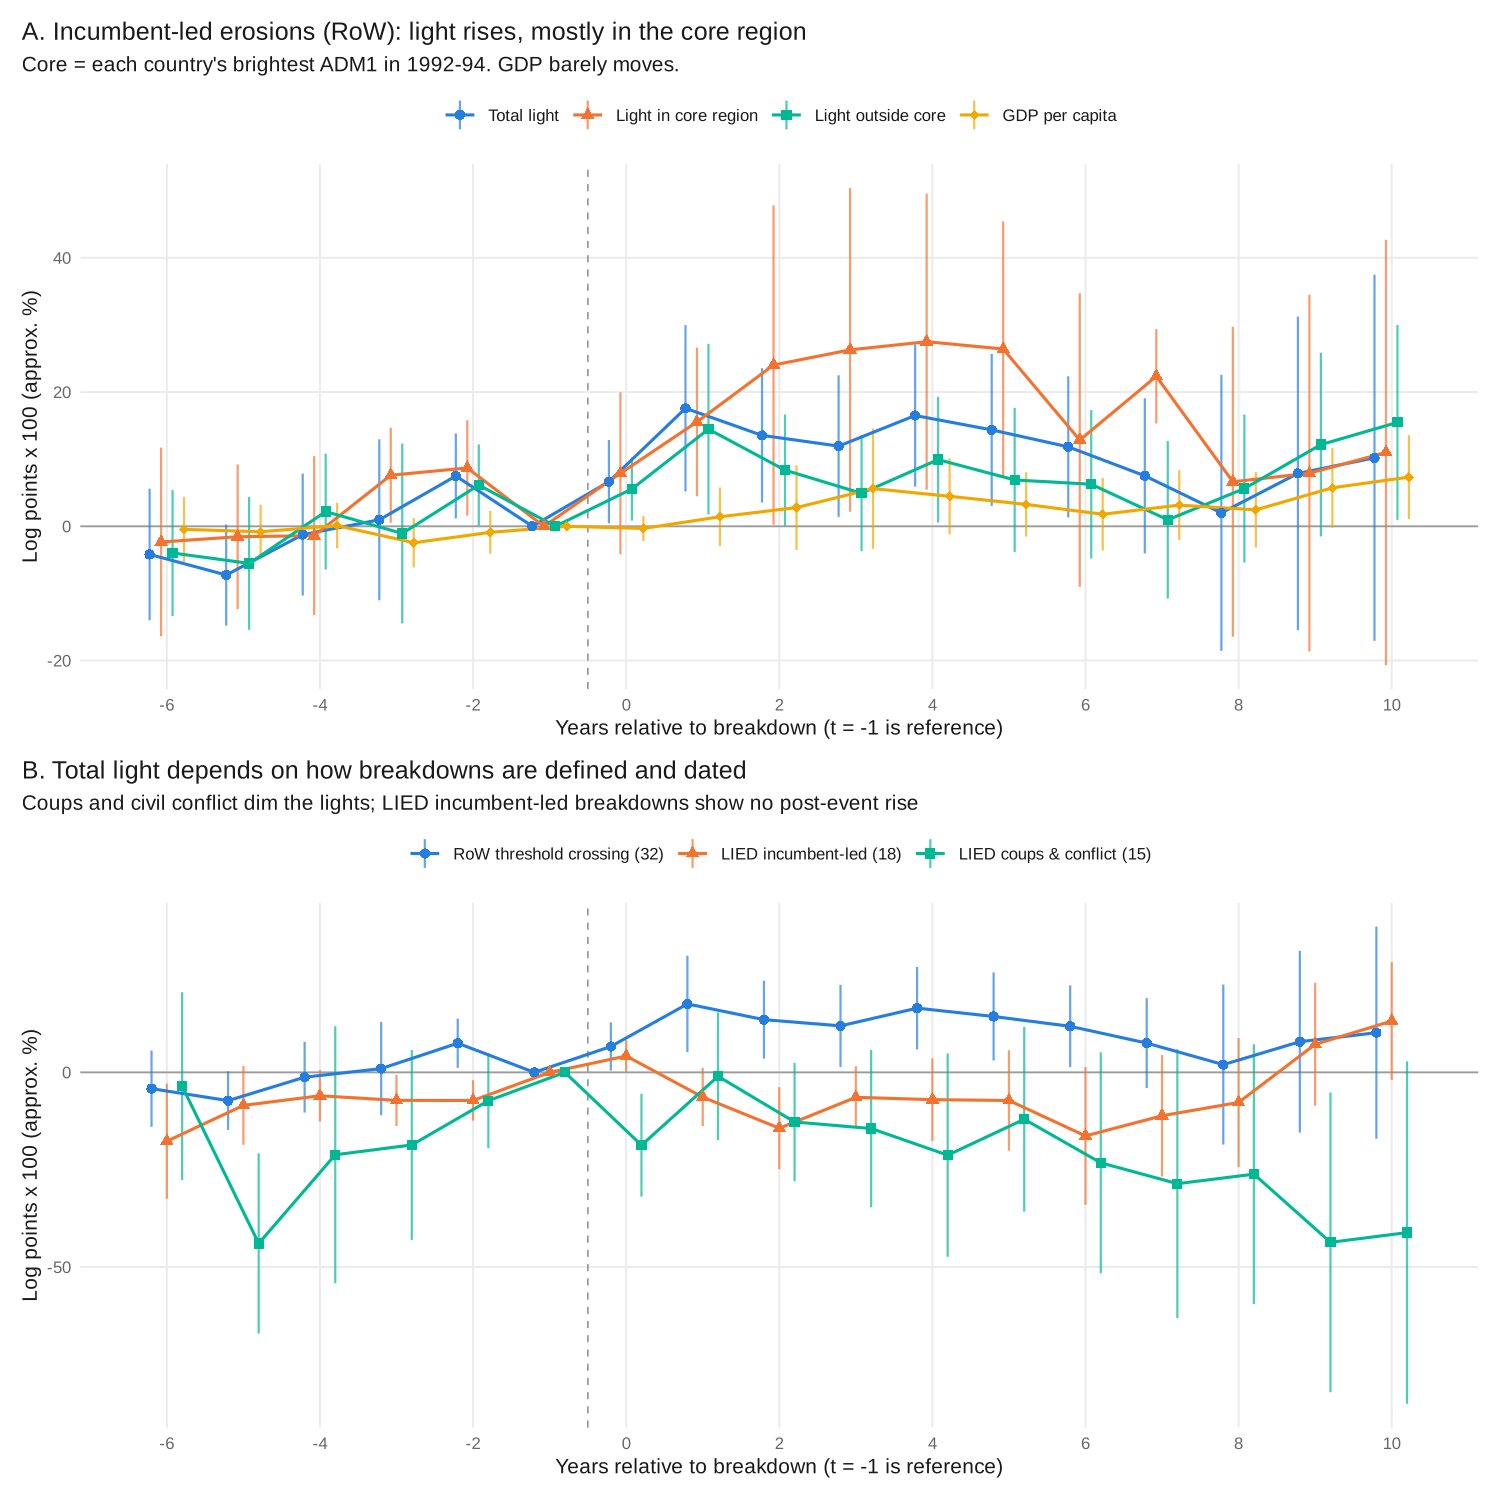 A. Incumbent-led erosions (RoW): light rises, mostly in the core region
Core = each country's brightest ADM1 in 1992-94. GDP barely moves.
Total light Light in core region Light outside core GDP per capita
Log points x 100 (approx. %)
40
20
0
-20
-6 -4 -2 0 2 4 6 8 10
Years relative to breakdown (t = -1 is reference)
B. Total light depends on how breakdowns are defined and dated
Coups and civil conflict dim the lights; LIED incumbent-led breakdowns show no post-event rise
RoW threshold crossing (32) LIED incumbent-led (18) LIED coups & conflict (15)
Log points x 100 (approx. %)
0
-50
-6 -4 -2 0 2 4 6 8 10
Years relative to breakdown (t = -1 is reference)